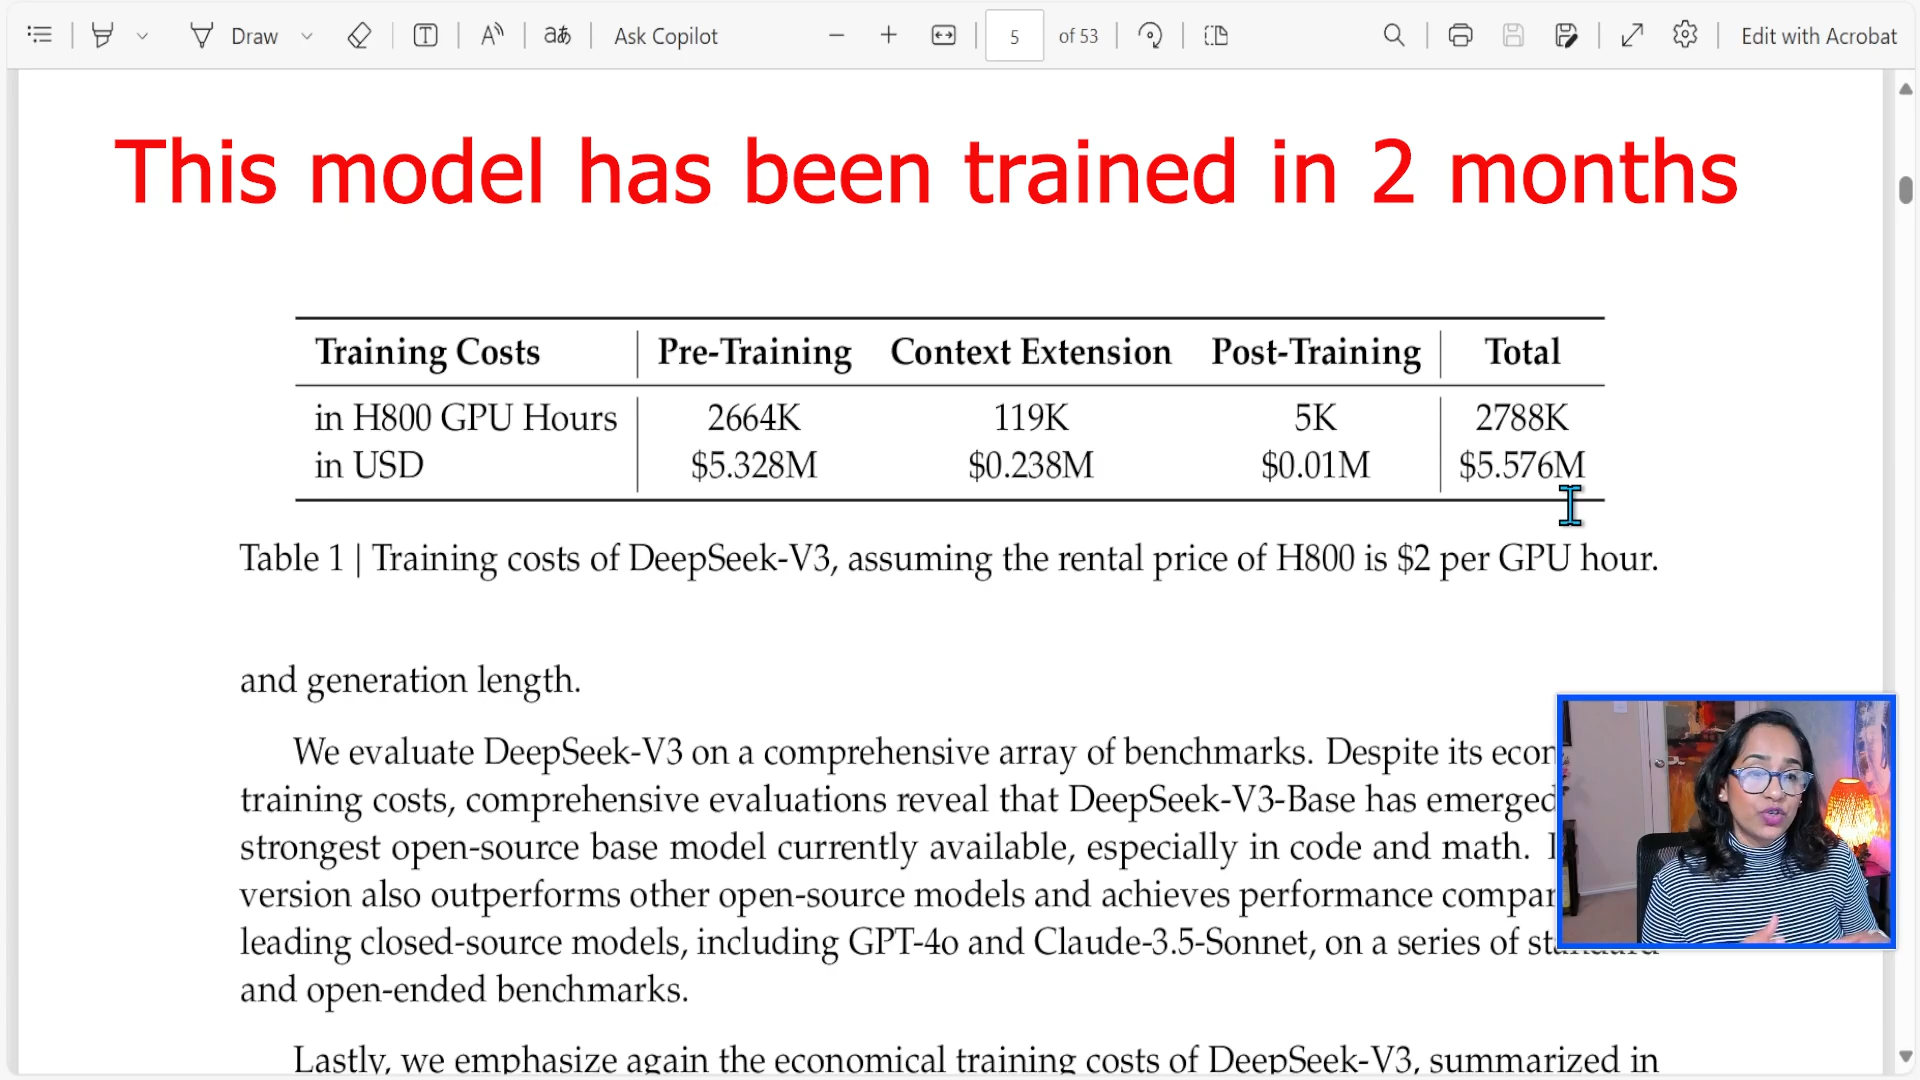 Draw
Ask Copilot
5 of 53
Edit with Acrobat
This model has been trained in 2 months
Training Costs Pre-Training Context Extension Post-Training Total
in H800 GPU Hours 2664K 119K 5K 2788K
in USD $5.328M $0.238M $0.01M $5.576M
Table 1 | Training costs of DeepSeek-V3, assuming the rental price of H800 is $2 per GPU hour.
and generation length.
We evaluate DeepSeek-V3 on a comprehensive array of benchmarks. Despite its
training costs, comprehensive evaluations reveal that DeepSeek-V3-Base has emerged
strongest open-source base model currently available, especially in code and math.
version also outperforms other open-source models and achieves performance
leading closed-source models, including GPT-4o and Claude-3.5-Sonnet, on a series of standard
and open-ended benchmarks.
Lastly, we emphasize again the economical training costs of DeepSeek-V3, summarized in